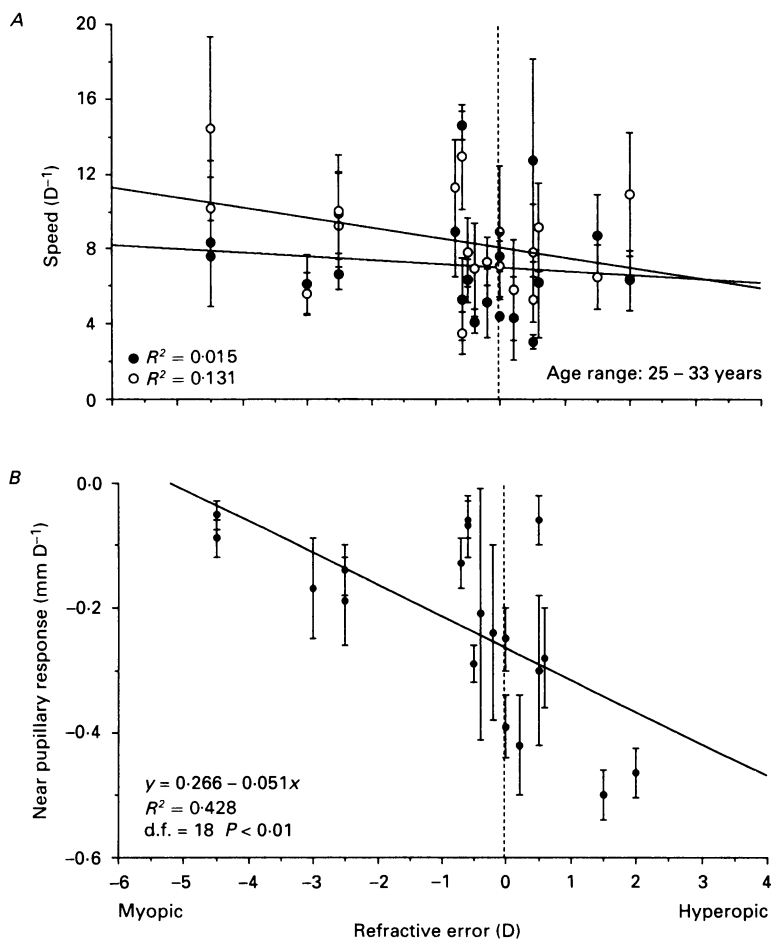 A
20
16
12
8
4
0
Speed (D⁻¹)
● R² = 0·015
○ R² = 0·131
Age range: 25 – 33 years
B
0.0
−0.2
−0.4
−0.6
Near pupillary response (mm D⁻¹)
y = 0·266 – 0·051x
R² = 0·428
d.f. = 18 P < 0·01
−6 −5 −4 −3 −2 −1 0 1 2 3 4
Myopic Hyperopic
Refractive error (D)